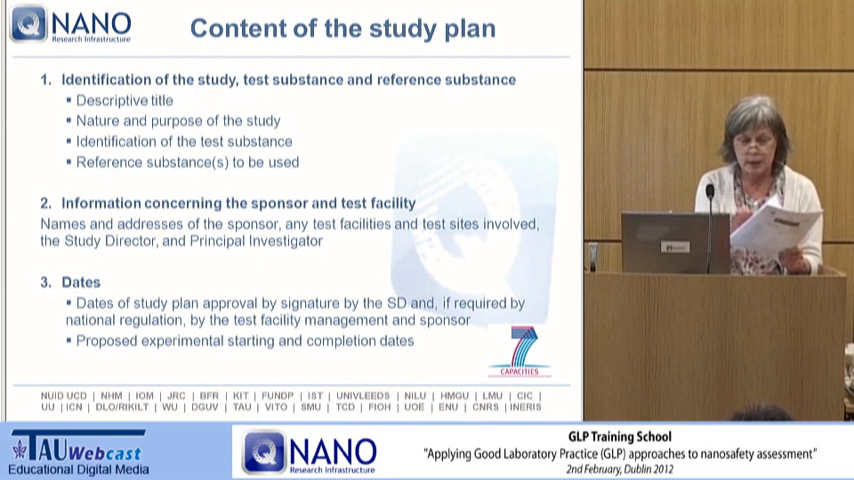 QNANO
Research Infrastructure
Content of the study plan
1. Identification of the study, test substance and reference substance
▪ Descriptive title
▪ Nature and purpose of the study
▪ Identification of the test substance
▪ Reference substance(s) to be used
2. Information concerning the sponsor and test facility
Names and addresses of the sponsor, any test facilities and test sites involved,
the Study Director, and Principal Investigator
3. Dates
▪ Dates of study plan approval by signature by the SD and, if required by
national regulation, by the test facility management and sponsor
▪ Proposed experimental starting and completion dates
7
CAPACITIES
NUID UCD | NHM | IOM | JRC | BFR | KIT | FUNDP | IST | UNIVLEEDS | NILU | HMGU | LMU | CIC |
UU | ICN | DLO/RIKILT | WU | DGUV | TAU | VITO | SMU | TCD | FIOH | UOE | ENU | CNRS | INERIS
TAU Webcast
Educational Digital Media
QNANO
Research Infrastructure
GLP Training School
"Applying Good Laboratory Practice (GLP) approaches to nanosafety assessment"
2nd February, Dublin 2012